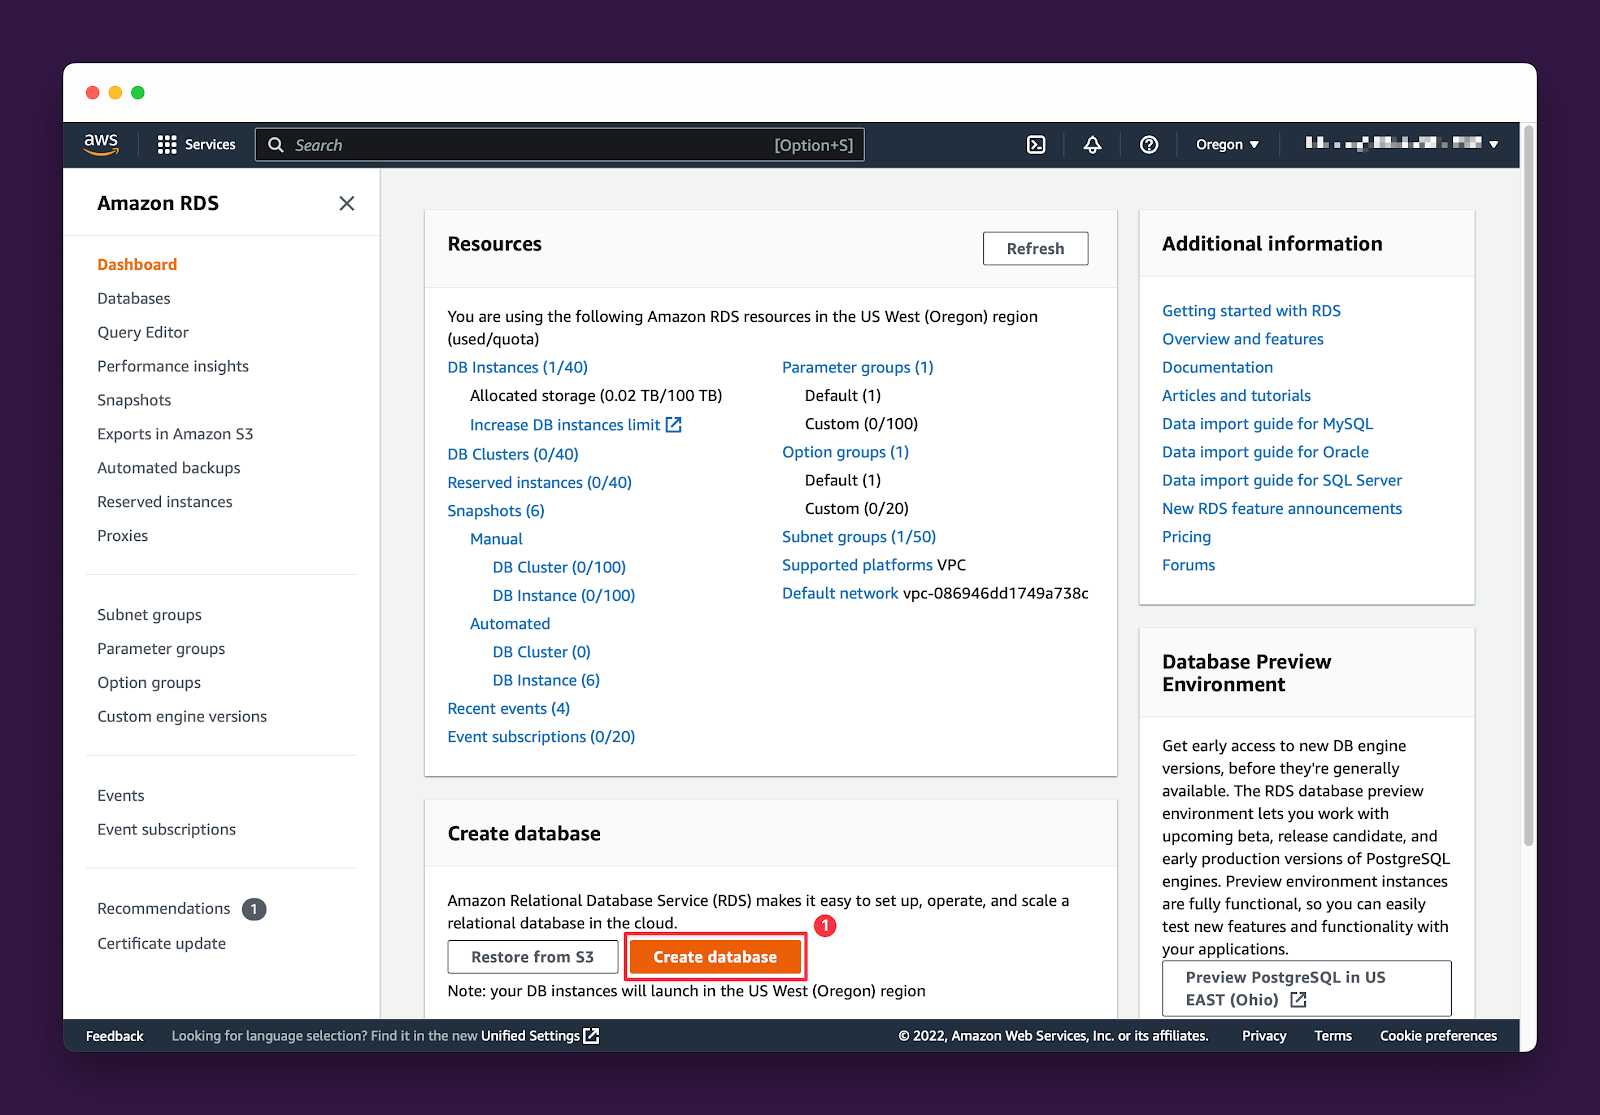 aws
Services
Search
[Option+S]
Oregon
Amazon RDS
Dashboard
Databases
Query Editor
Performance insights
Snapshots
Exports in Amazon S3
Automated backups
Reserved instances
Proxies
Subnet groups
Parameter groups
Option groups
Custom engine versions
Events
Event subscriptions
Recommendations 1
Certificate update
Resources
Refresh
You are using the following Amazon RDS resources in the US West (Oregon) region
(used/quota)
DB Instances (1/40)
Allocated storage (0.02 TB/100 TB)
Increase DB instances limit
DB Clusters (0/40)
Reserved instances (0/40)
Snapshots (6)
Manual
DB Cluster (0/100)
DB Instance (0/100)
Automated
DB Cluster (0)
DB Instance (6)
Recent events (4)
Event subscriptions (0/20)
Parameter groups (1)
Default (1)
Custom (0/100)
Option groups (1)
Default (1)
Custom (0/20)
Subnet groups (1/50)
Supported platforms VPC
Default network vpc-086946dd1749a738c
Create database
Amazon Relational Database Service (RDS) makes it easy to set up, operate, and scale a
relational database in the cloud.
1
Restore from S3
Create database
Note: your DB instances will launch in the US West (Oregon) region
Additional information
Getting started with RDS
Overview and features
Documentation
Articles and tutorials
Data import guide for MySQL
Data import guide for Oracle
Data import guide for SQL Server
New RDS feature announcements
Pricing
Forums
Database Preview
Environment
Get early access to new DB engine
versions, before they're generally
available. The RDS database preview
environment lets you work with
upcoming beta, release candidate, and
early production versions of PostgreSQL
engines. Preview environment instances
are fully functional, so you can easily
test new features and functionality with
your applications.
Preview PostgreSQL in US
EAST (Ohio)
Feedback
Looking for language selection? Find it in the new Unified Settings
© 2022, Amazon Web Services, Inc. or its affiliates.
Privacy
Terms
Cookie preferences